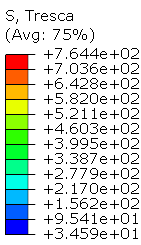 S, Tresca
(Avg: 75%)
+7.644e+02
+7.036e+02
+6.428e+02
+5.820e+02
+5.211e+02
+4.603e+02
+3.995e+02
+3.387e+02
+2.779e+02
+2.170e+02
+1.562e+02
+9.541e+01
+3.459e+01